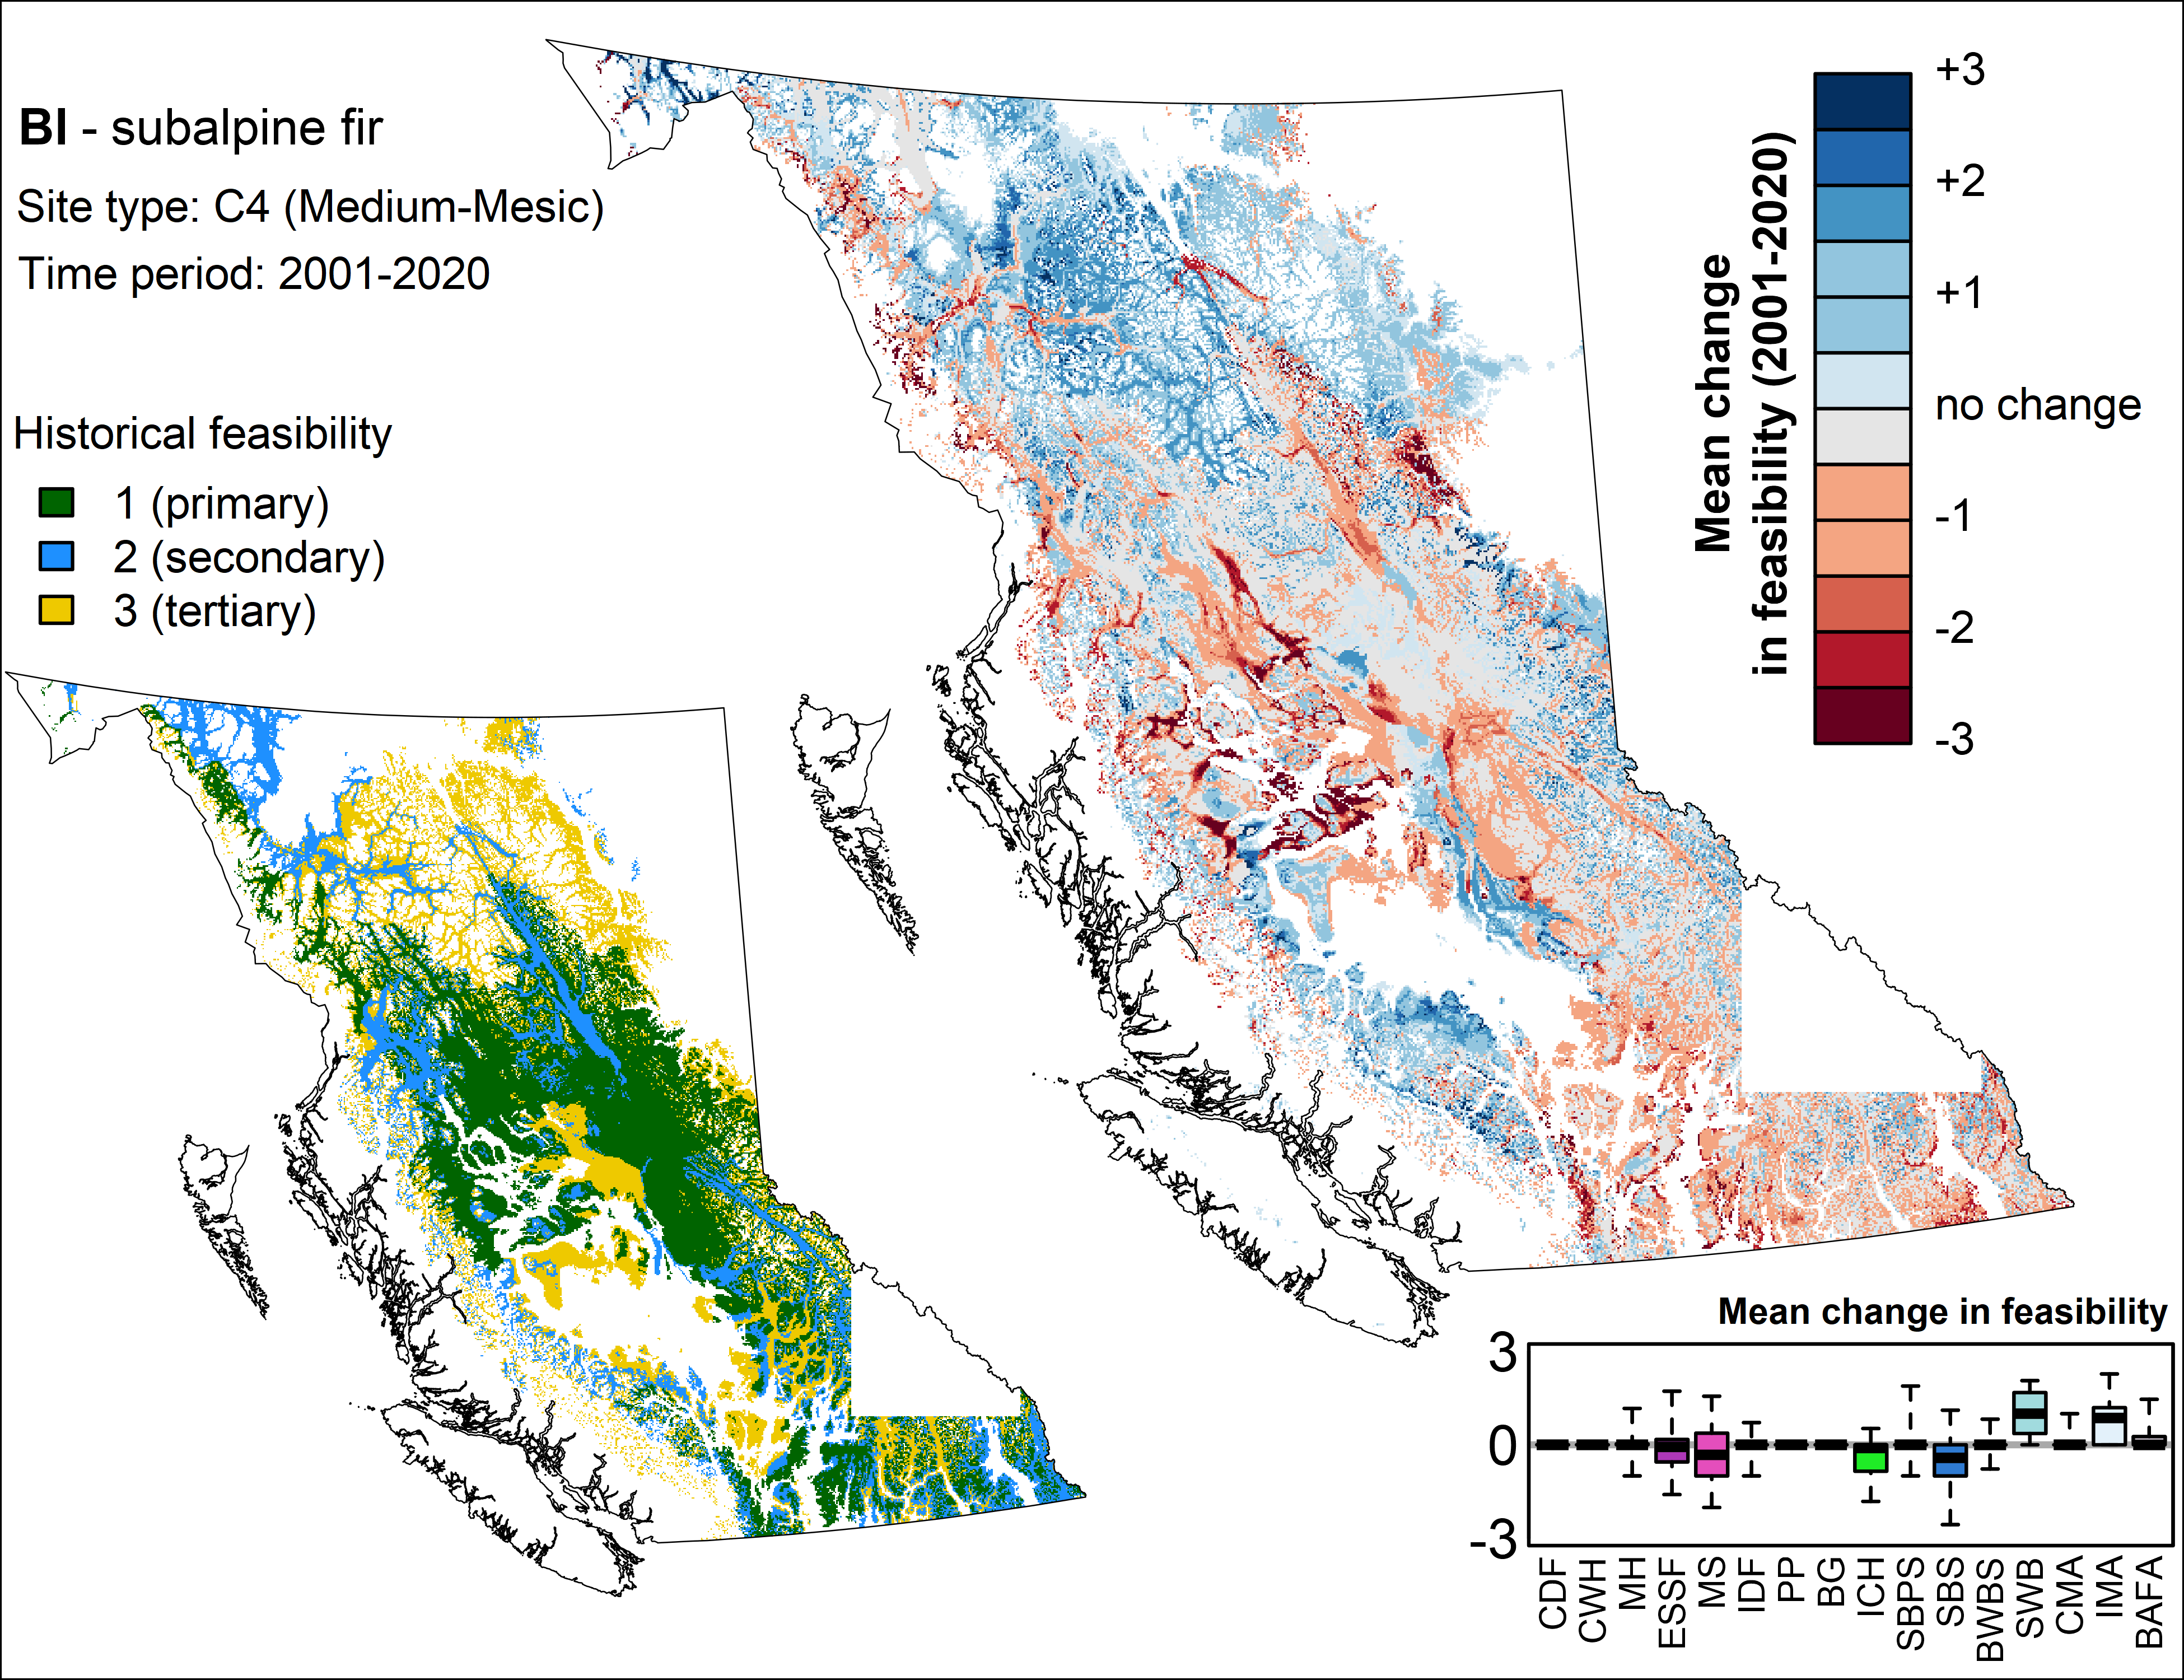 Bl - subalpine fir
Site type: C4 (Medium-Mesic)
Time period: 2001-2020
Historical feasibility
1 (primary)
2 (secondary)
3 (tertiary)
Mean change
in feasibility (2001-2020)
+3
+2
+1
no change
-1
-2
-3
Mean change in feasibility
3
0
-3
CDF
CWH
MH
ESSF
MS
IDF
PP
BG
ICH
SBPS
SBS
BWBS
SWB
CMA
IMA
BAFA